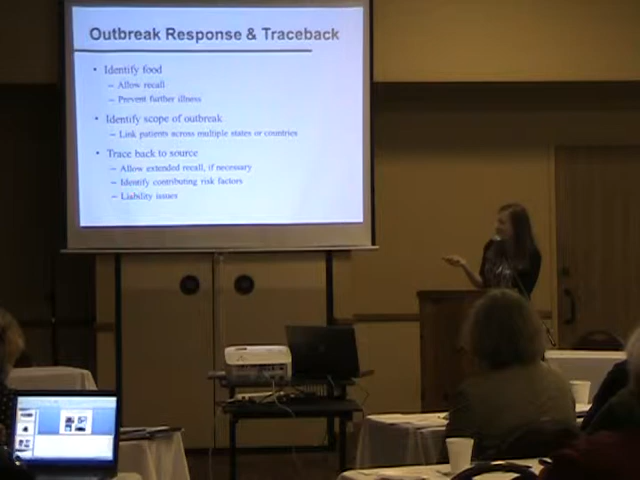 Outbreak Response & Traceback
• Identify food
– Allow recall
– Prevent further illness
• Identify scope of outbreak
– Link patients across multiple states or countries
• Trace back to source
– Allow extended recall, if necessary
– Identify contributing risk factors
– Liability issues